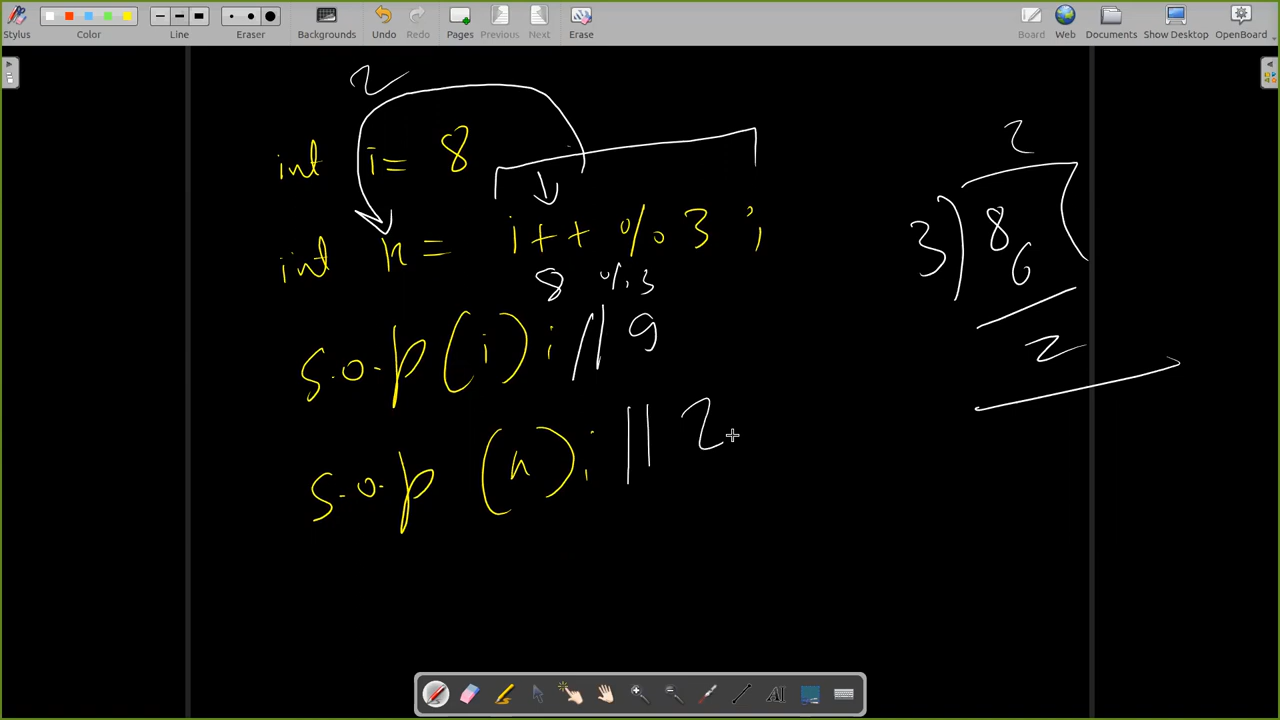 Stylus Color Line Eraser Backgrounds Undo Redo Pages Previous Next Erase Board Web Documents Show Desktop OpenBoard
2
int i= 8
int n= i++ % 3 ;
8 % 3
s.o.p (i); // 9
s.o.p (n); // 2
2
3) 8 (
6
2